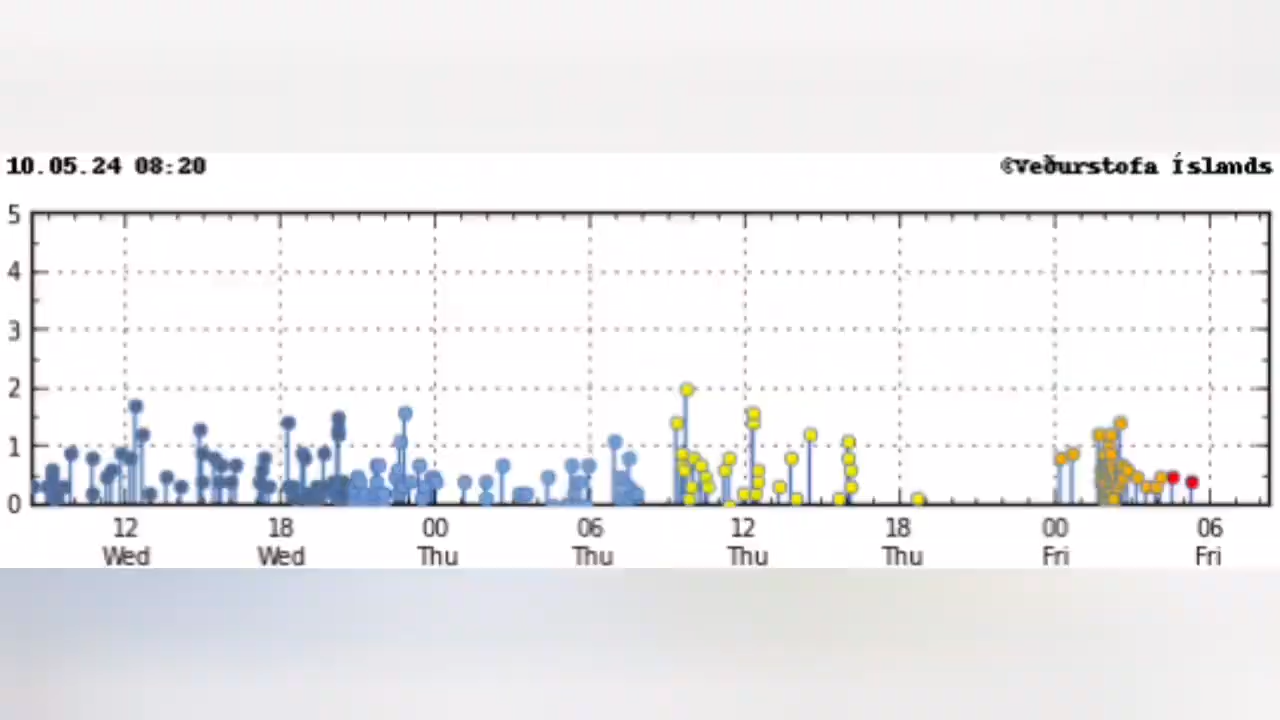 10.05.24 08:20 ©Veðurstofa Íslands
5
4
3
2
1
0
12 18 00 06 12 18 00 06
Wed Wed Thu Thu Thu Thu Fri Fri